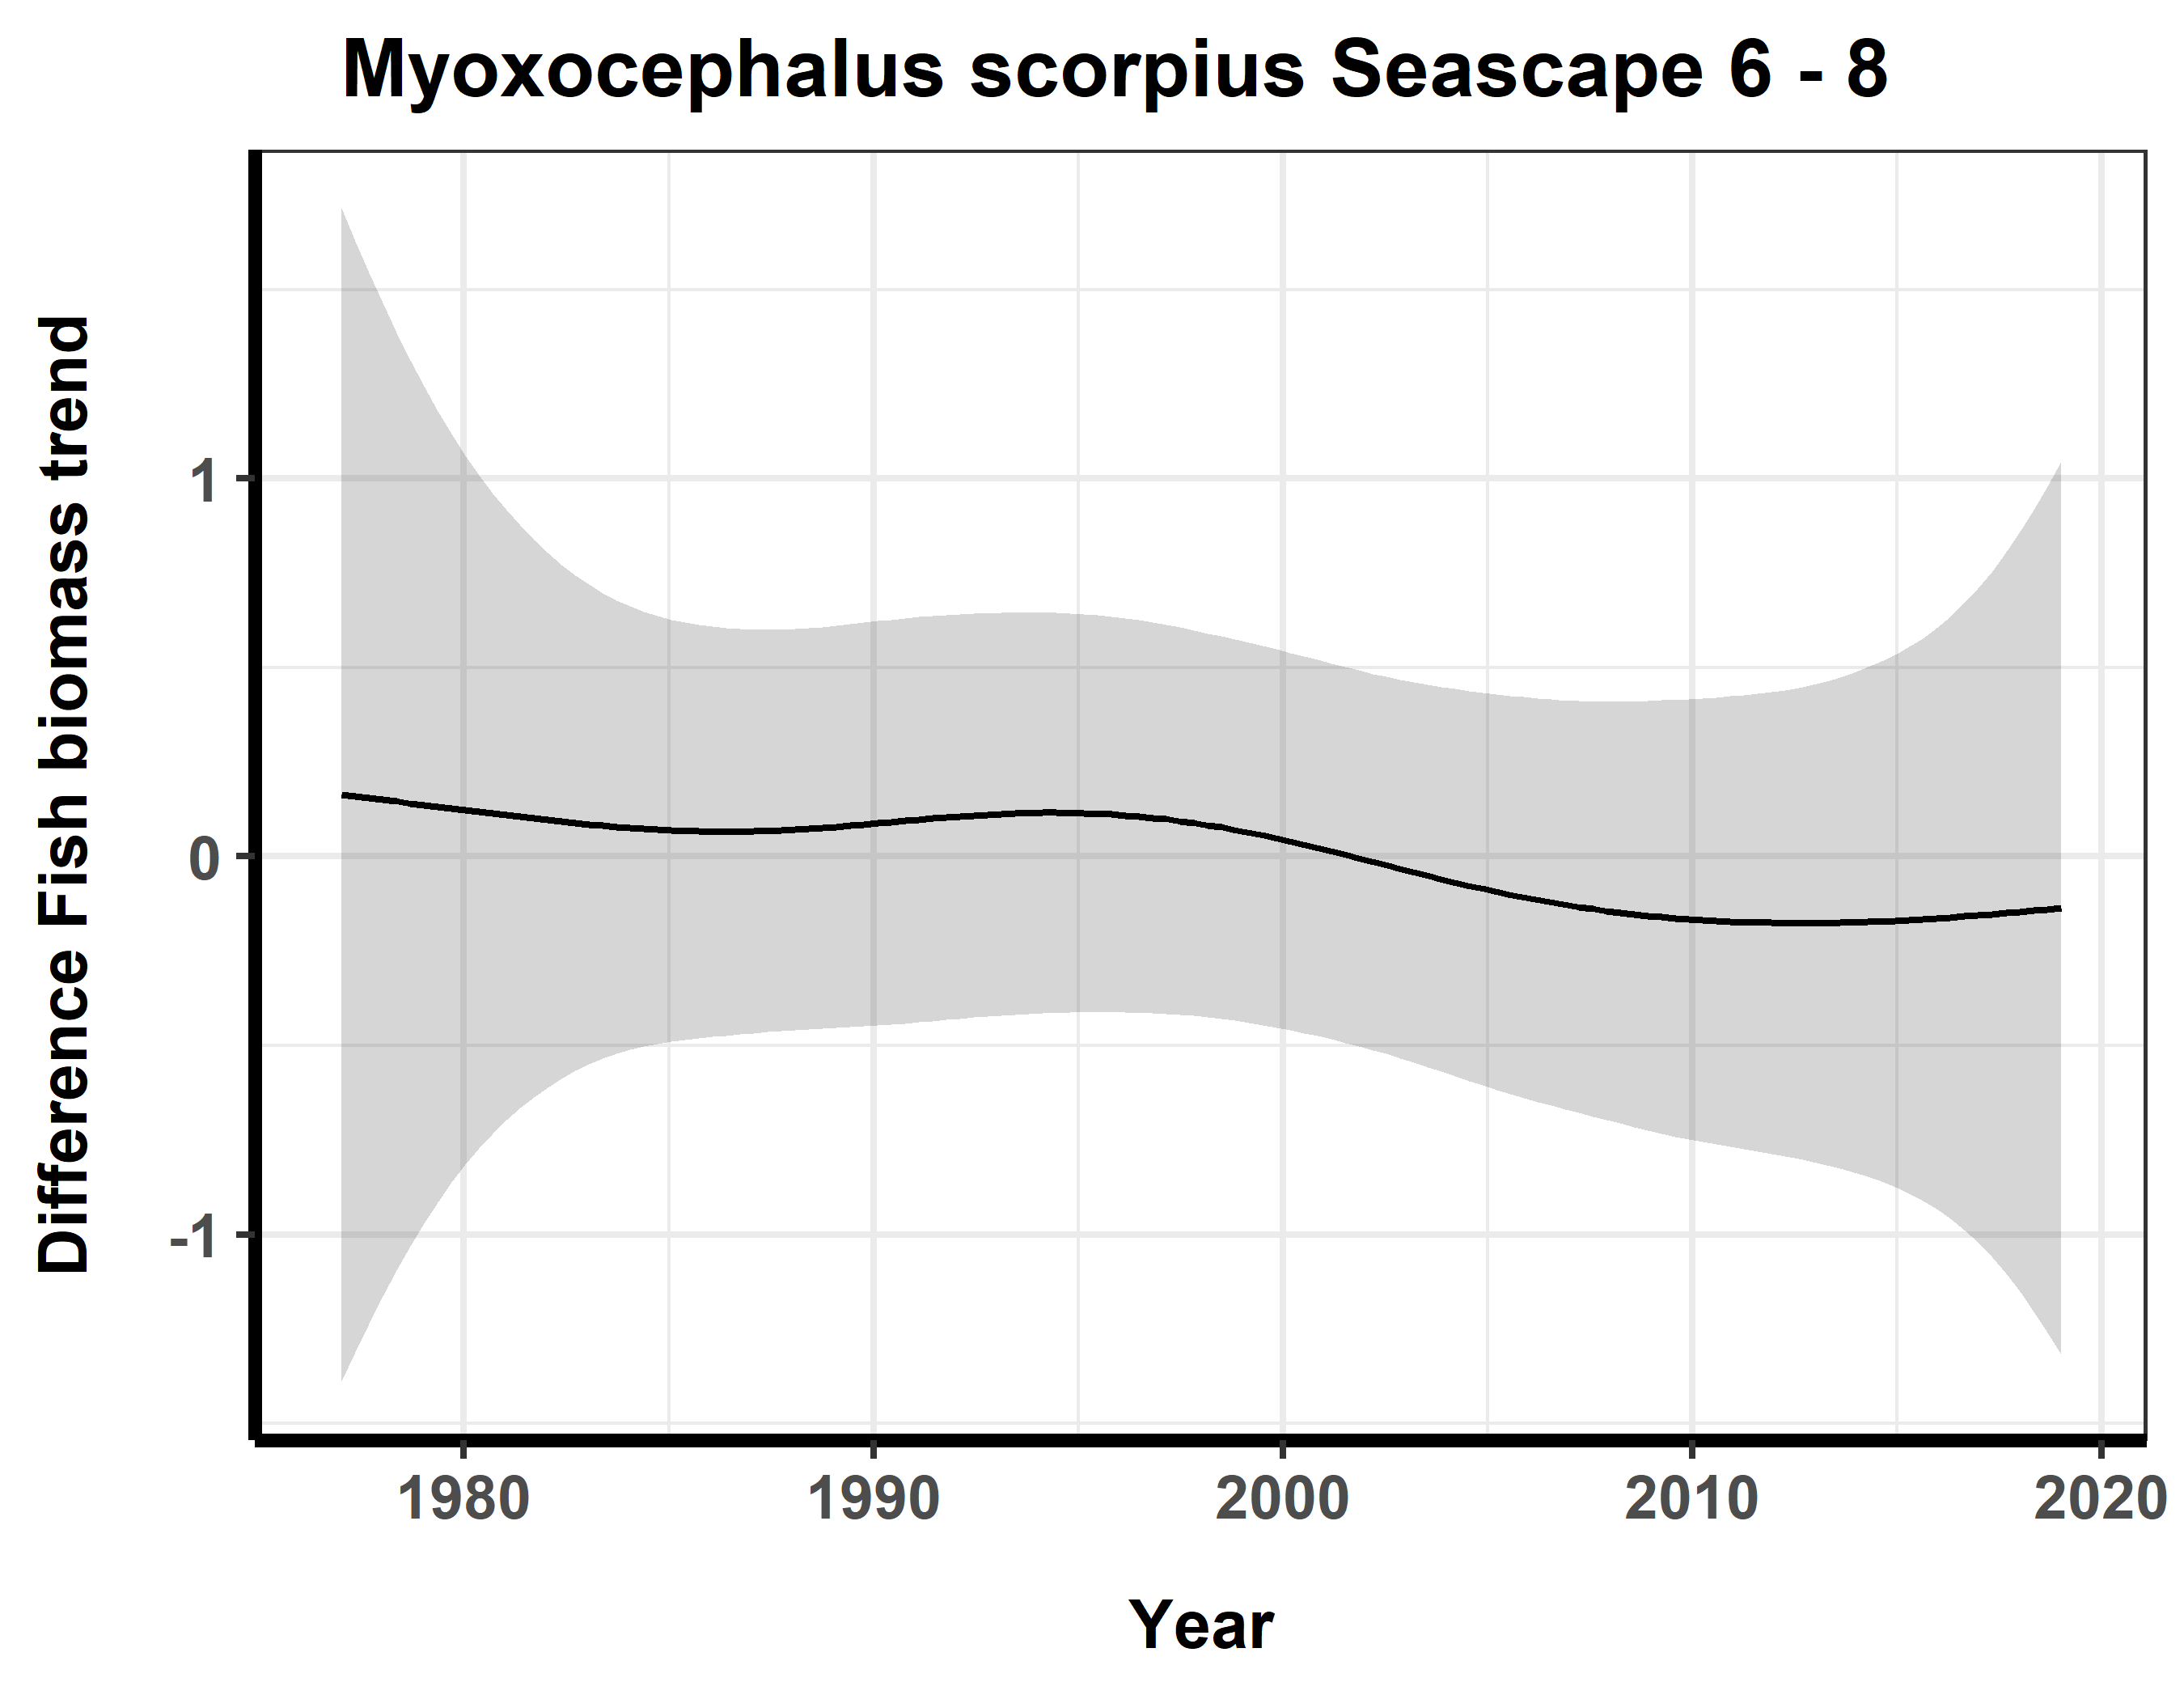 Myoxocephalus scorpius Seascape 6 - 8
Difference Fish biomass trend
1
0
-1
1980 1990 2000 2010 2020
Year